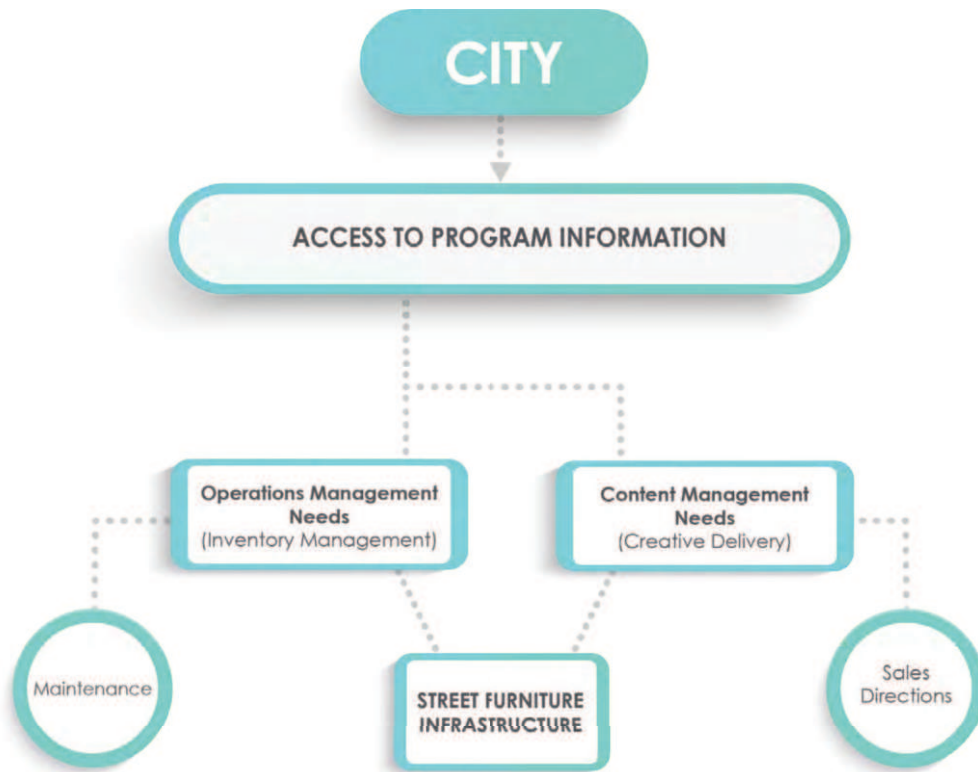 CITY
ACCESS TO PROGRAM INFORMATION
Operations Management
Needs
(Inventory Management)
Content Management
Needs
(Creative Delivery)
Maintenance
STREET FURNITURE
INFRASTRUCTURE
Sales
Directions